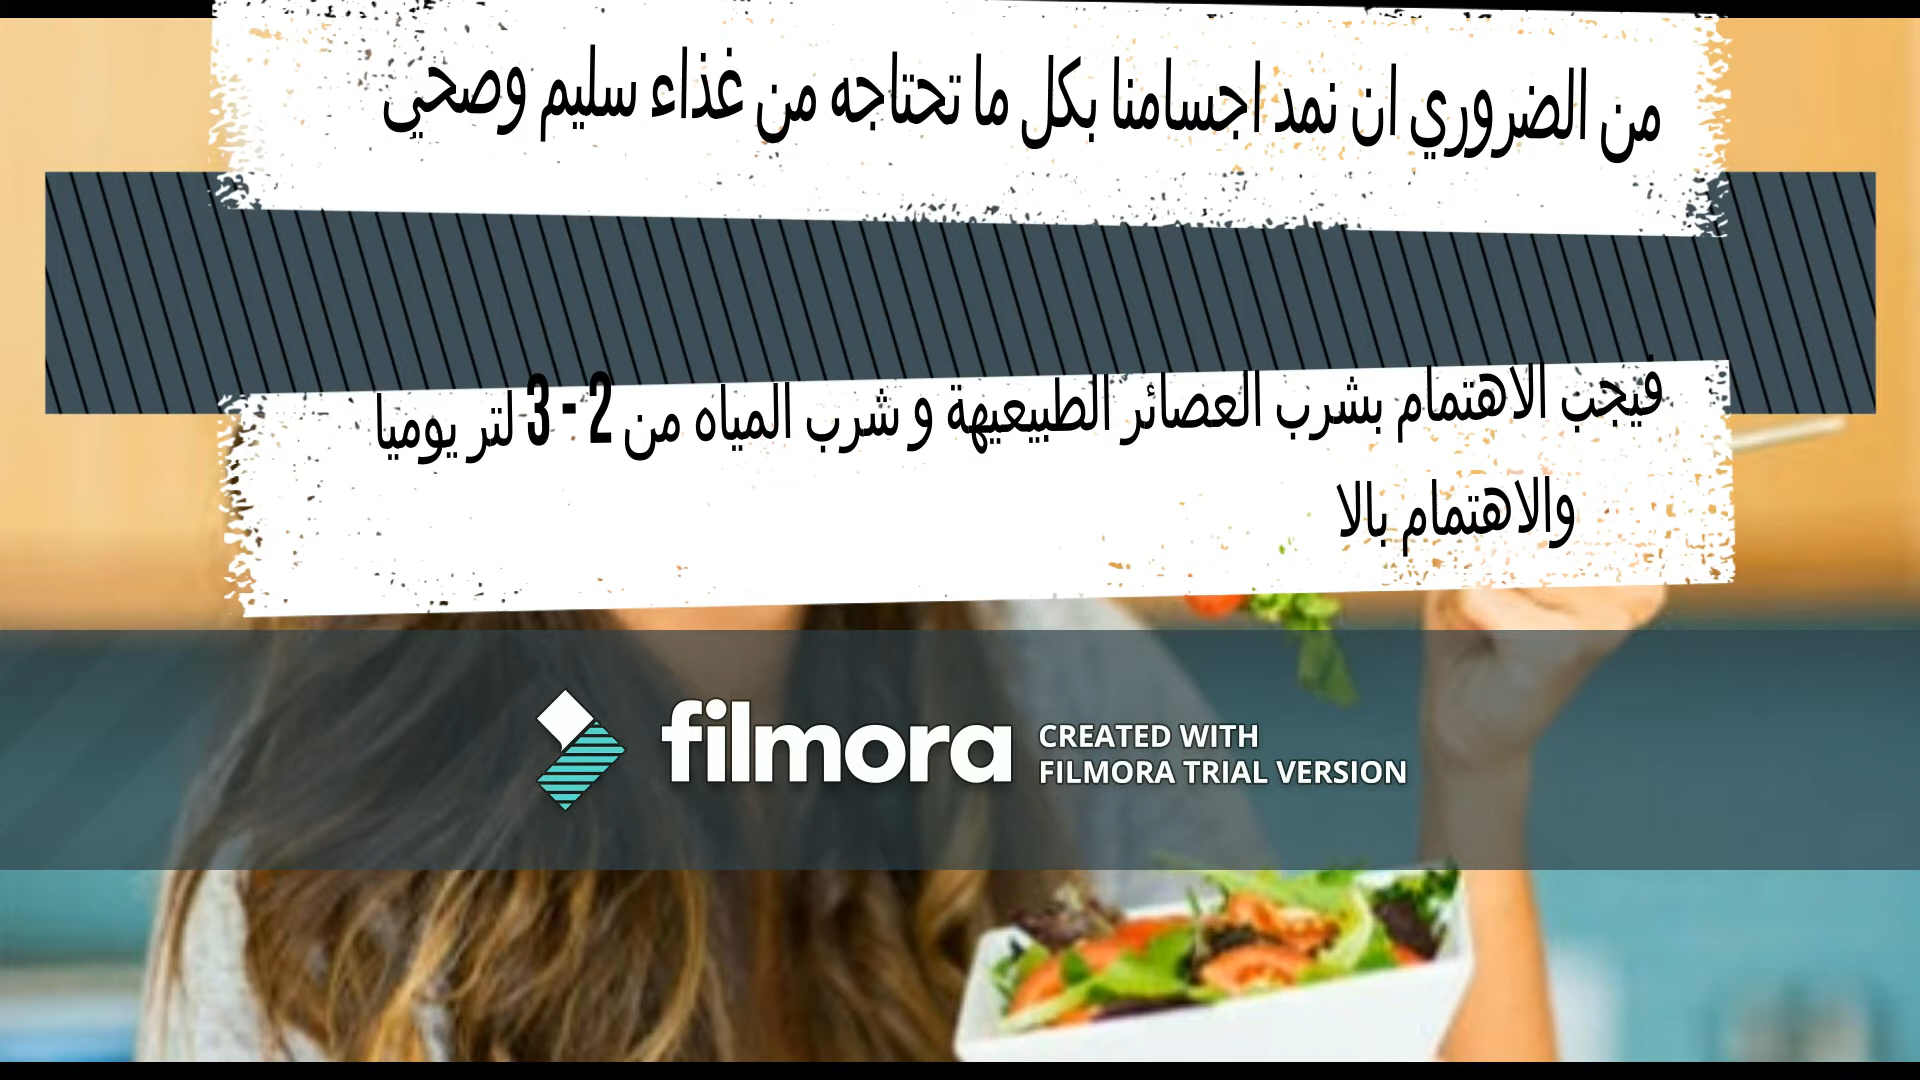 من الضروري ان نمد اجسامنا بكل ما تحتاجه من غذاء سليم وصحي
فيجب الاهتمام بشرب العصائر الطبيعيهة و شرب المياه من 2 - 3 لتر يوميا
والاهتمام بالا
filmora
CREATED WITH
FILMORA TRIAL VERSION